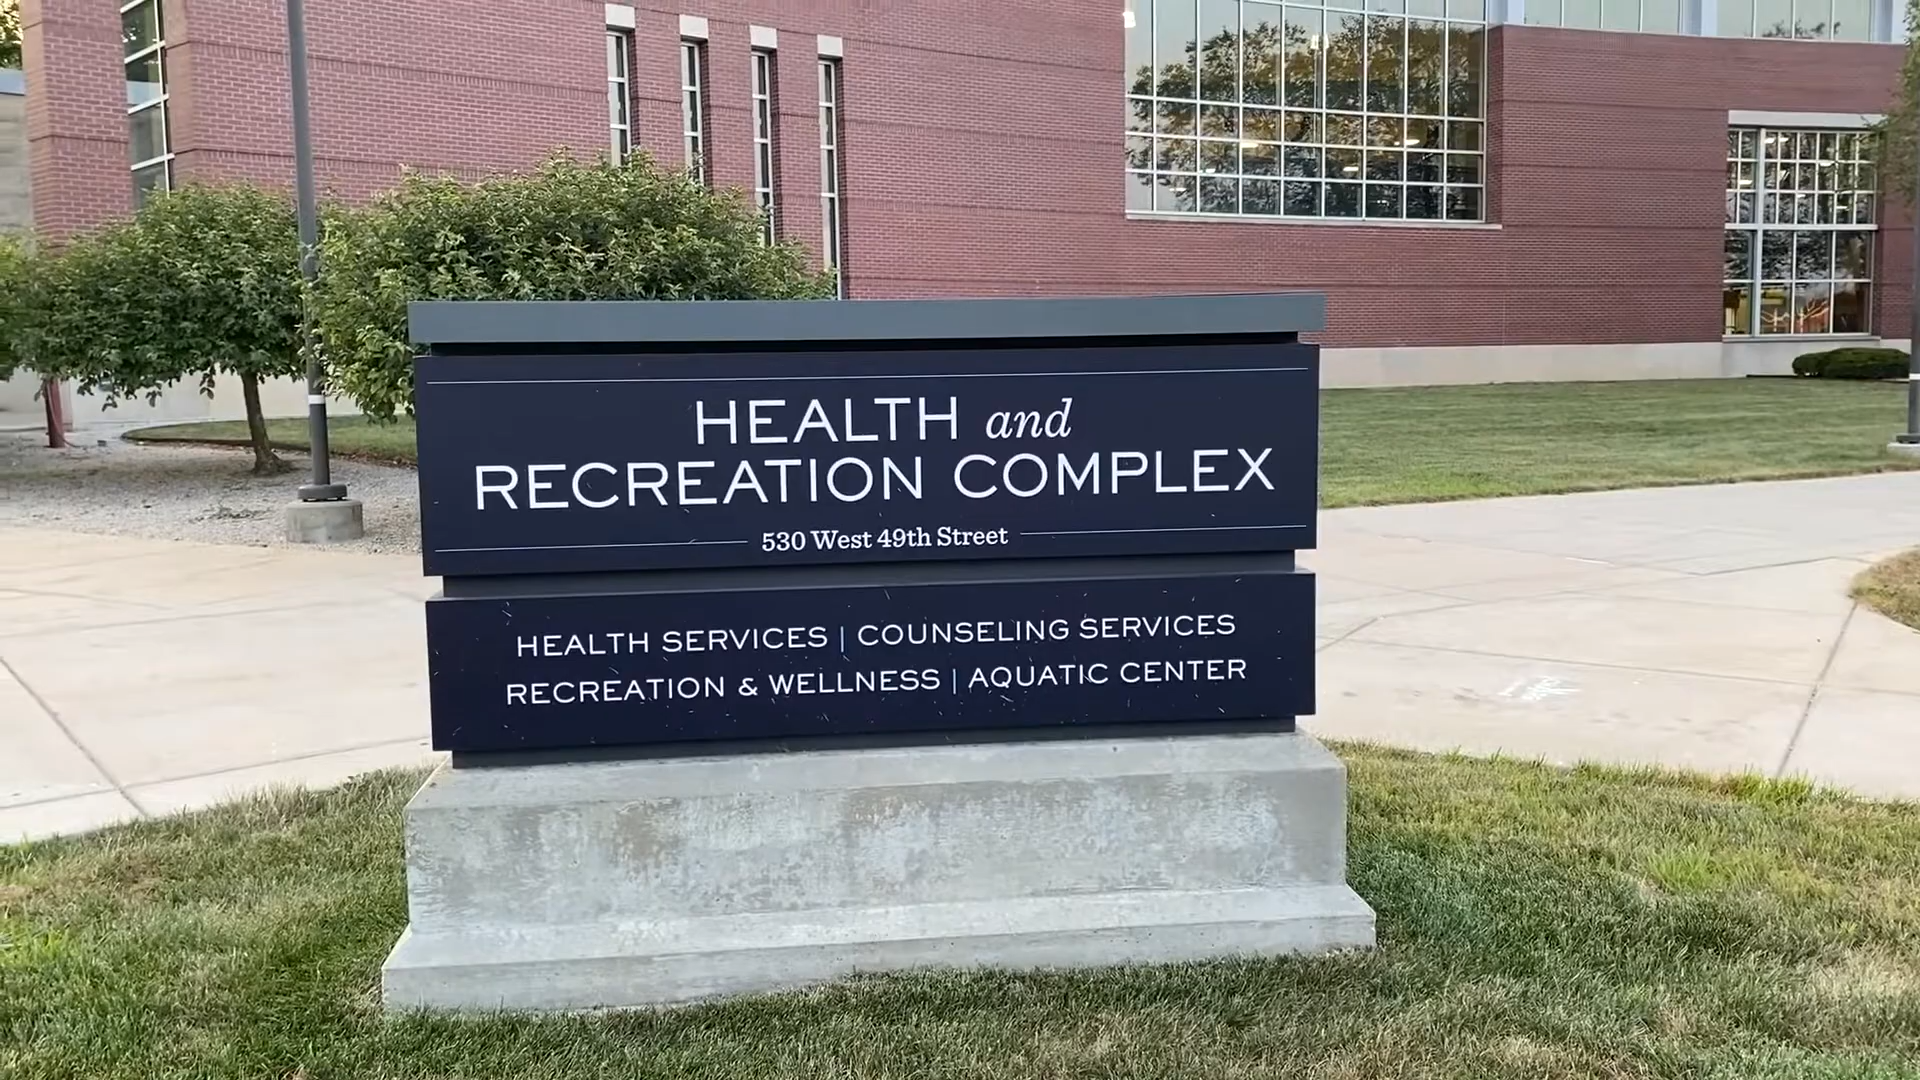 HEALTH and
RECREATION COMPLEX
530 West 49th Street
HEALTH SERVICES | COUNSELING SERVICES
RECREATION & WELLNESS | AQUATIC CENTER